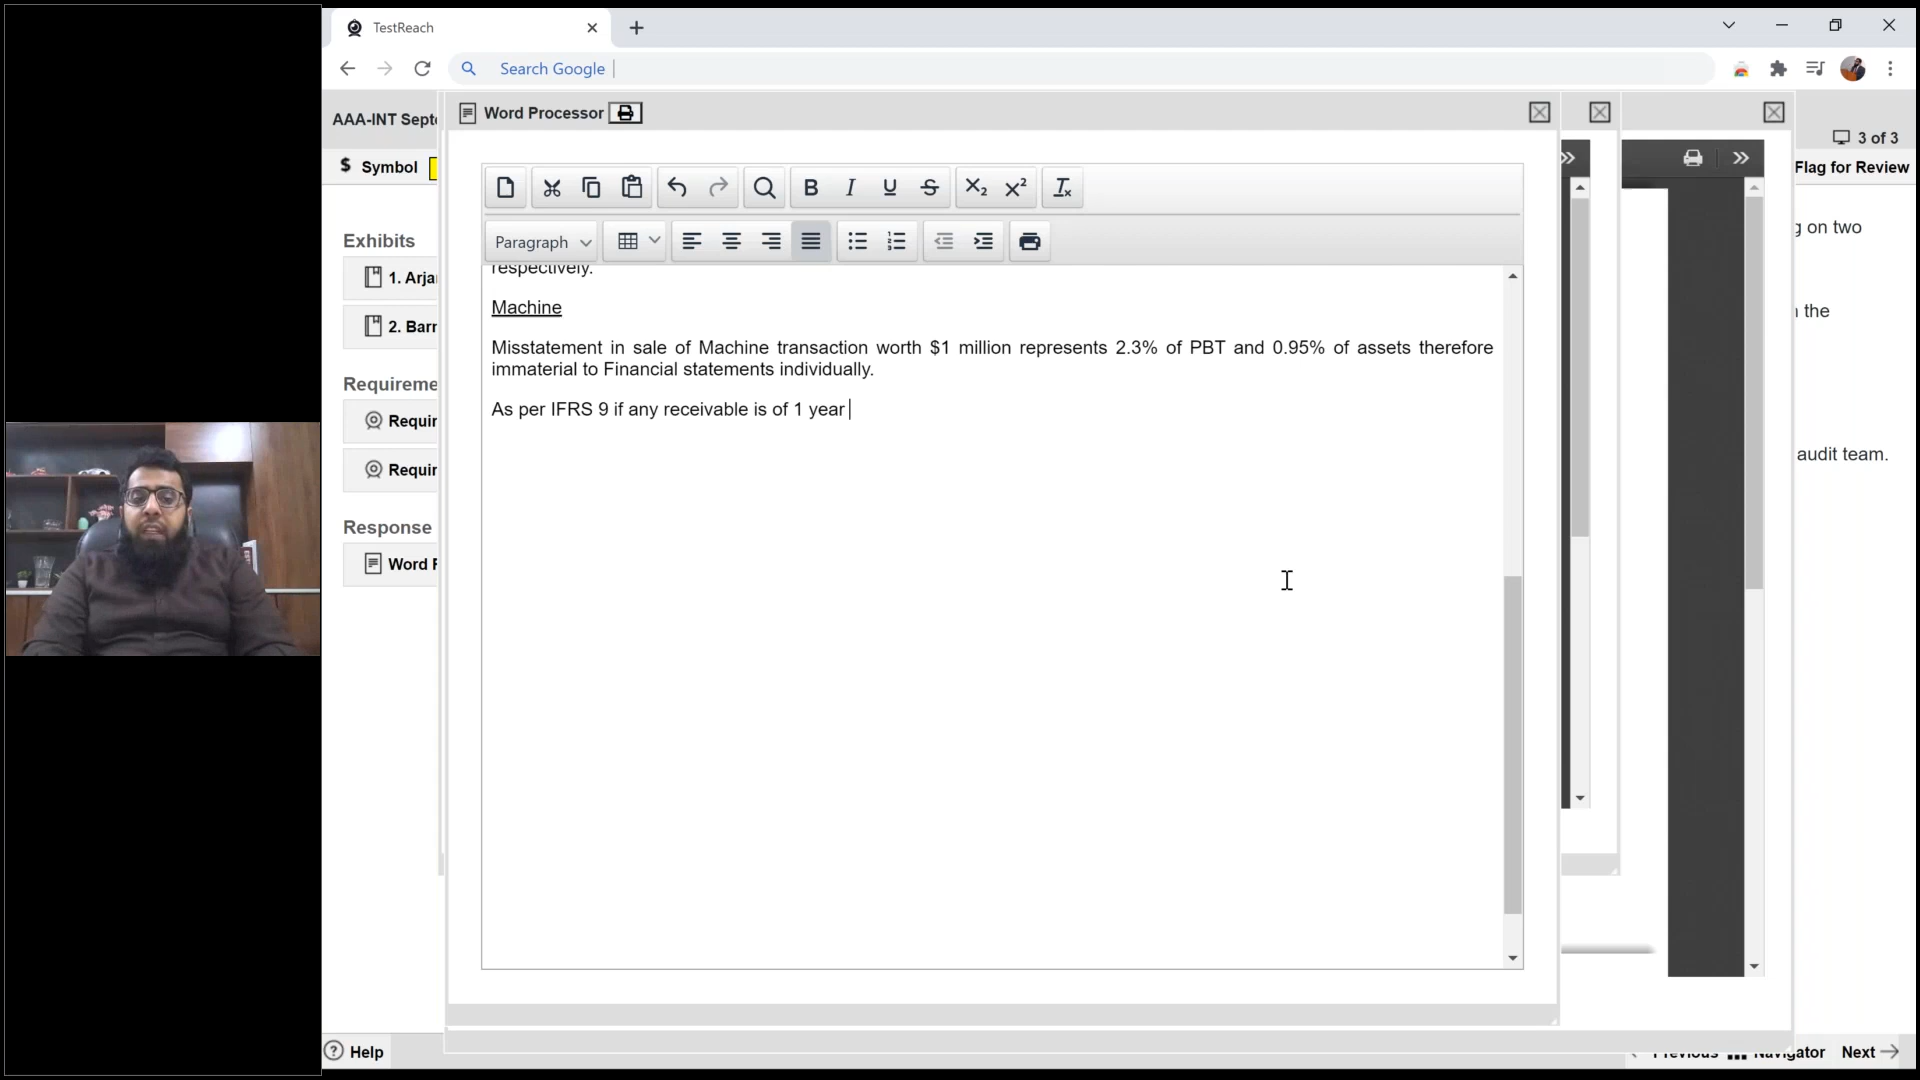 TestReach
Search Google
AAA-INT Sept
Word Processor
3 of 3
$ Symbol
Flag for Review
Paragraph
Exhibits
1. Arja
2. Barr
Requireme
Requir
Requir
Response
Word
respectively.
Machine
Misstatement in sale of Machine transaction worth $1 million represents 2.3% of PBT and 0.95% of assets therefore
immaterial to Financial statements individually.
As per IFRS 9 if any receivable is of 1 year
g on two
the
audit team.
Help
Previous
Navigator
Next